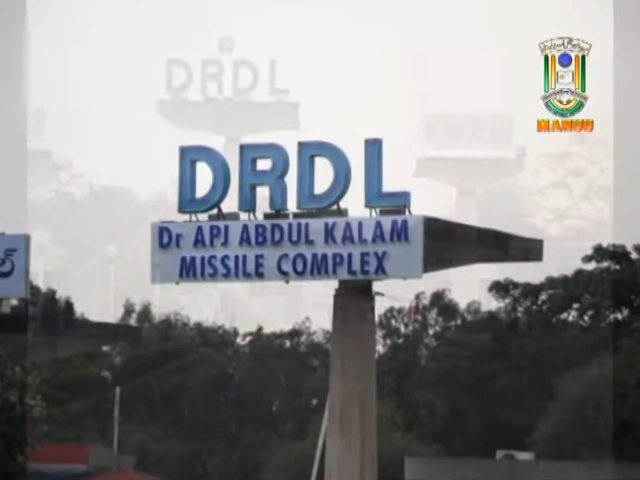 DRDL
DRDL
Dr APJ ABDUL KALAM
MISSILE COMPLEX
MANUU